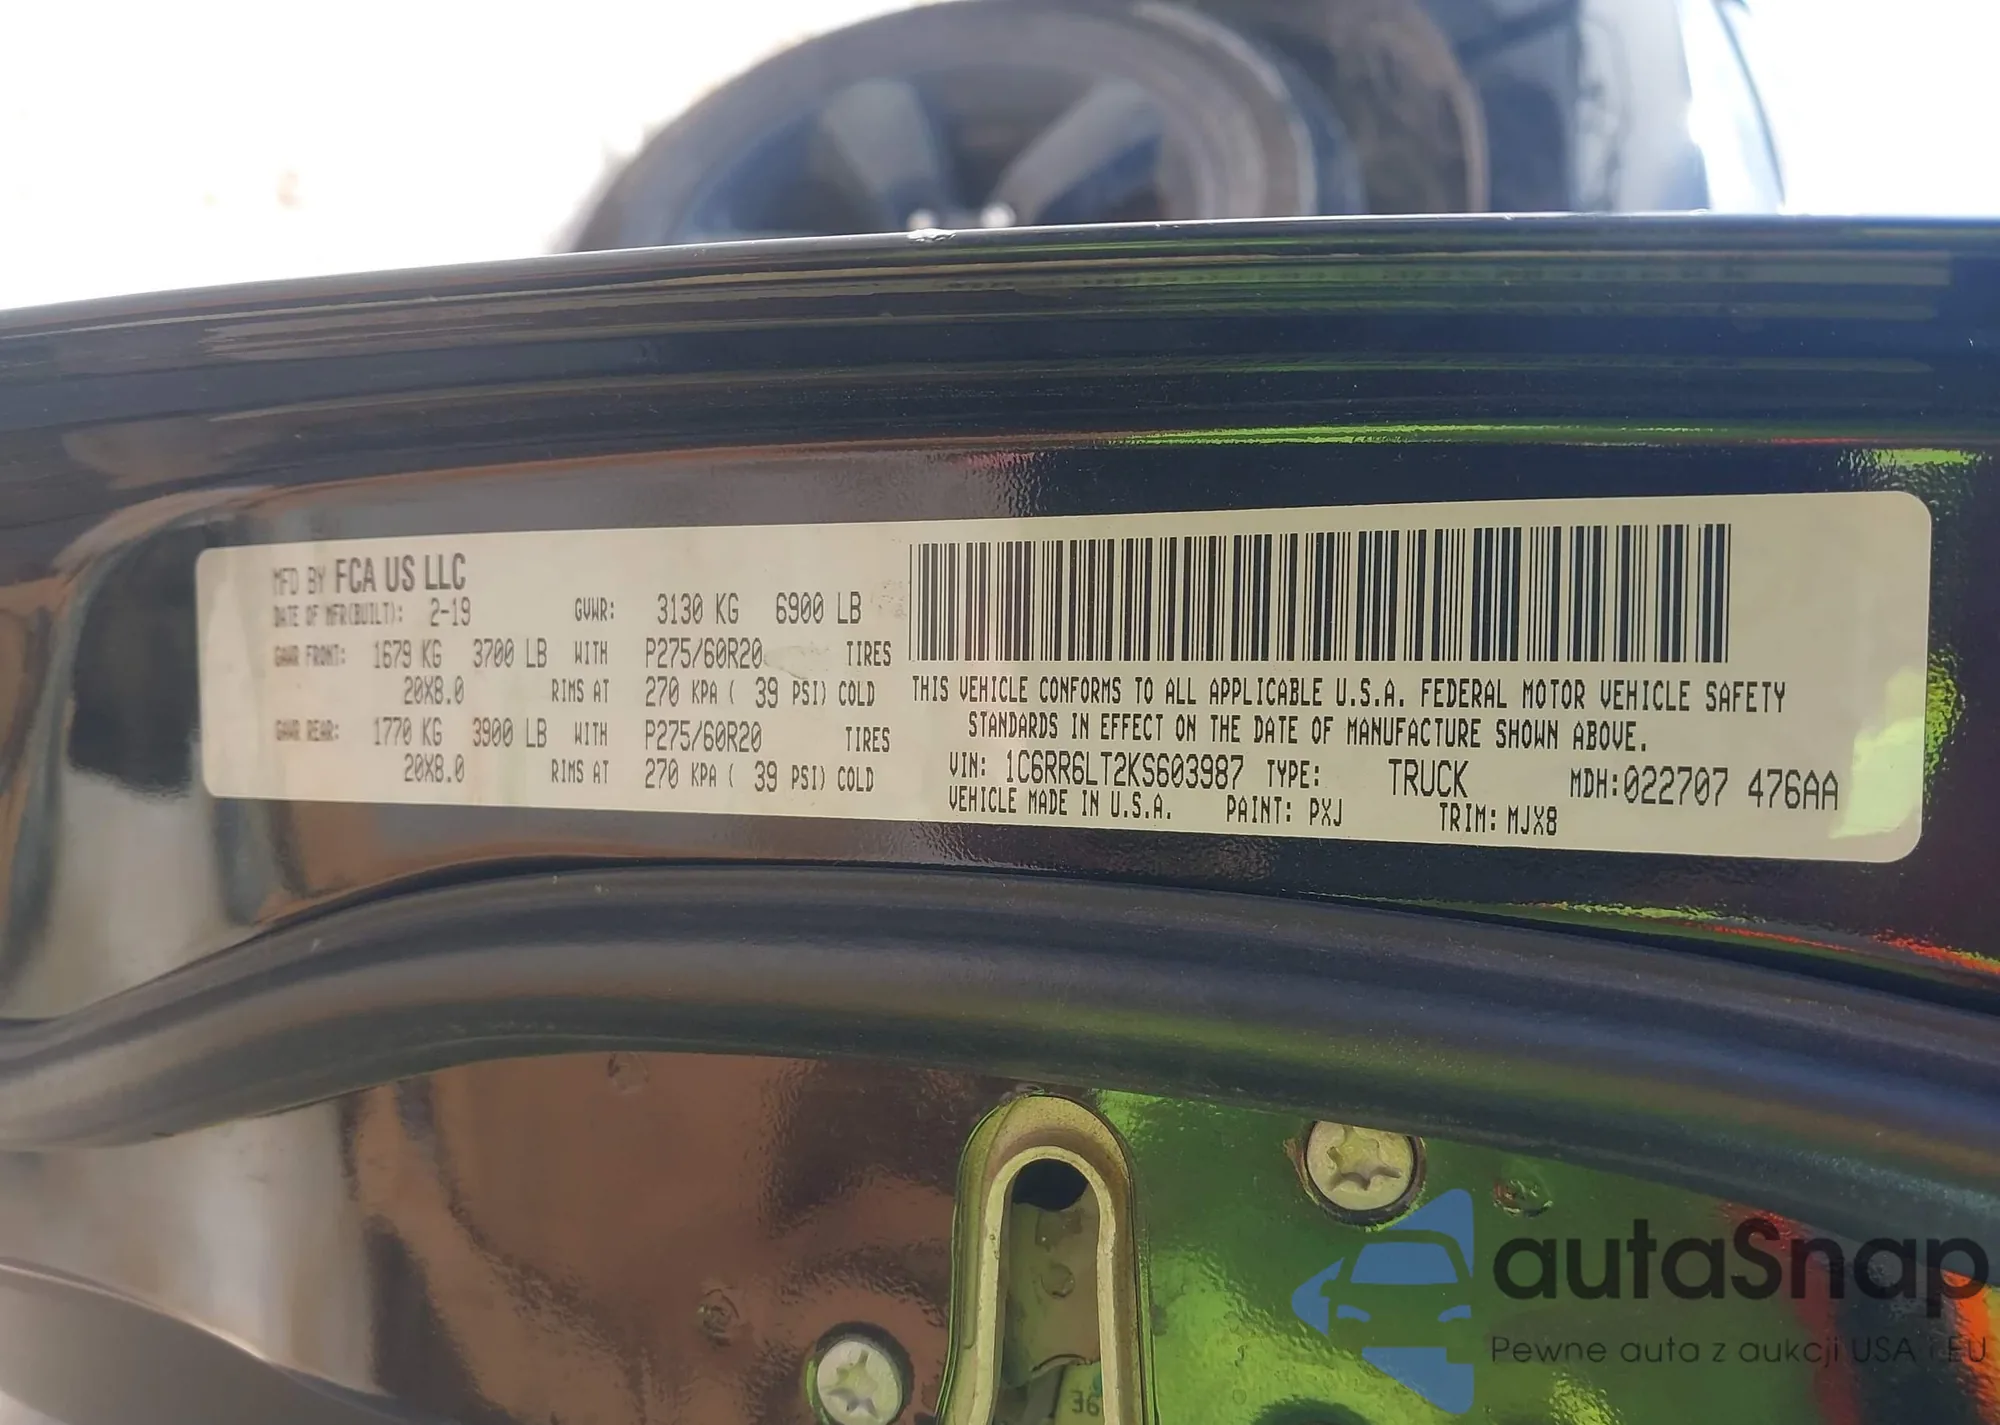 MFD BY FCA US LLC
DATE OF MFR(BUILT): 2-19 GVWR: 3130 KG 6900 LB
GAWR FRONT: 1679 KG 3700 LB WITH P275/60R20 TIRES
20X8.0 RIMS AT 270 KPA ( 39 PSI) COLD
GAWR REAR: 1770 KG 3900 LB WITH P275/60R20 TIRES
20X8.0 RIMS AT 270 KPA ( 39 PSI) COLD
THIS VEHICLE CONFORMS TO ALL APPLICABLE U.S.A. FEDERAL MOTOR VEHICLE SAFETY
STANDARDS IN EFFECT ON THE DATE OF MANUFACTURE SHOWN ABOVE.
VIN: 1C6RR6LT2KS603987 TYPE: TRUCK MDH:022707 476AA
VEHICLE MADE IN U.S.A. PAINT: PXJ TRIM: MJX8
36
autaSnap
Pewne auta z aukcji USA i EU